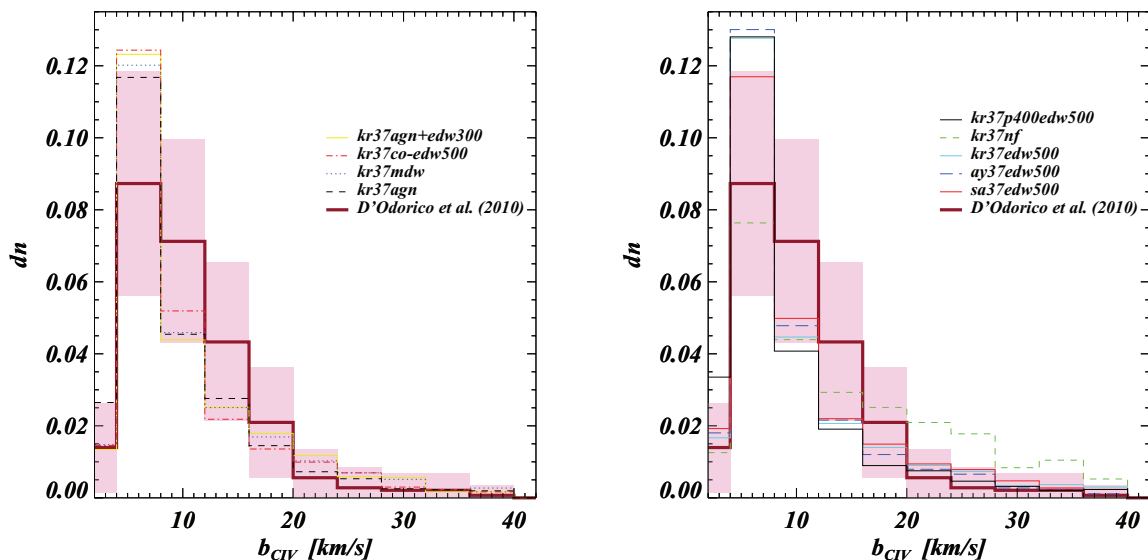 0.12
0.10
0.08
0.06
0.04
0.02
0.00
dn
kr37agn+edw300
kr37co-edw500
kr37mdw
kr37agn
D'Odorico et al. (2010)
10 20 30 40
b_CIV [km/s]
0.12
0.10
0.08
0.06
0.04
0.02
0.00
dn
kr37p400edw500
kr37nf
kr37edw500
ay37edw500
sa37edw500
D'Odorico et al. (2010)
10 20 30 40
b_CIV [km/s]